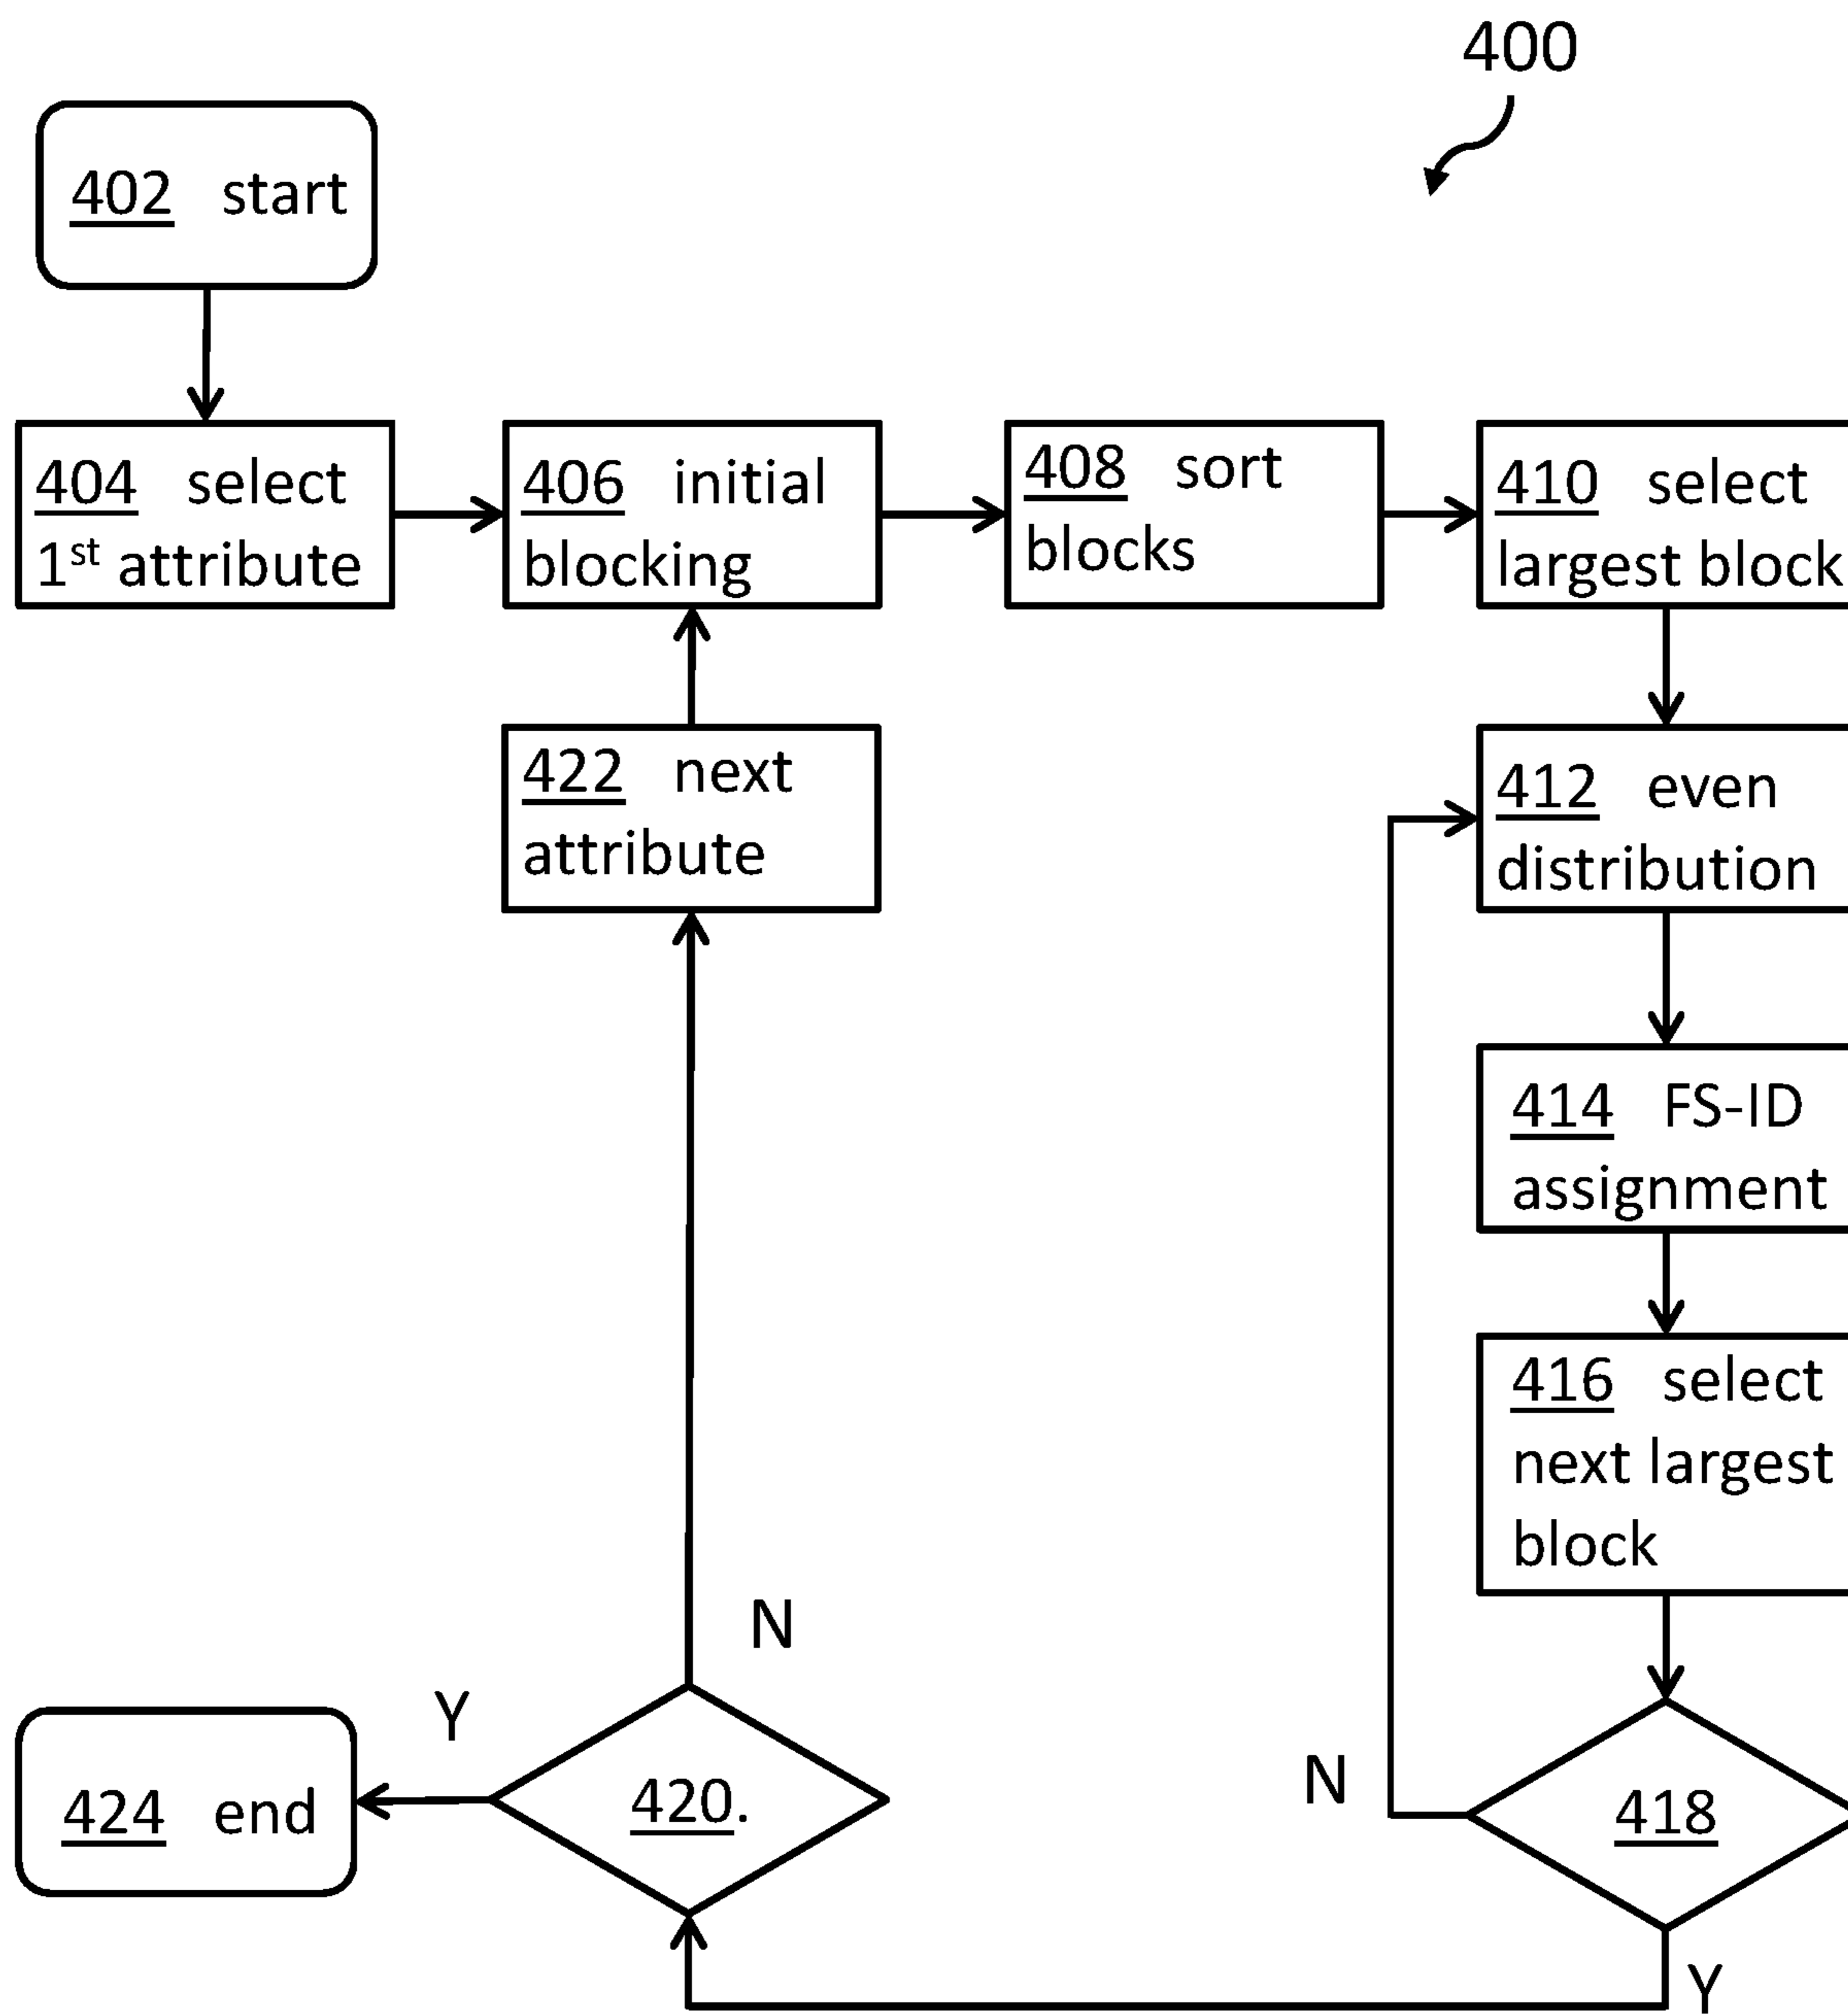 400
402 start
404 select
1st attribute
406 initial
blocking
408 sort
blocks
410 select
largest block
422 next
attribute
412 even
distribution
414 FS-ID
assignment
416 select
next largest
block
N
Y
420.
424 end
N
418
Y